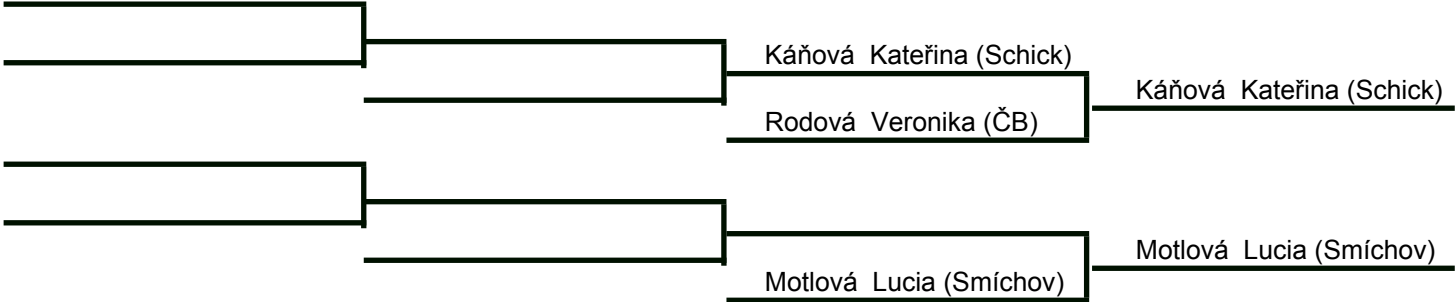 Káňová Kateřina (Schick)
Káňová Kateřina (Schick)
Rodová Veronika (ČB)
Motlová Lucia (Smíchov)
Motlová Lucia (Smíchov)